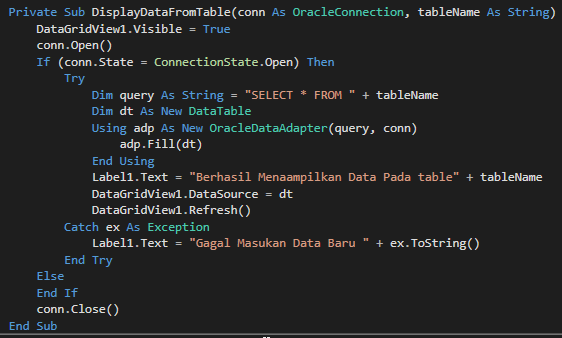 Private Sub DisplayDataFromTable(conn As OracleConnection, tableName As String)
DataGridView1.Visible = True
conn.Open()
If (conn.State = ConnectionState.Open) Then
Try
Dim query As String = "SELECT * FROM " + tableName
Dim dt As New DataTable
Using adp As New OracleDataAdapter(query, conn)
adp.Fill(dt)
End Using
Label1.Text = "Berhasil Menaampilkan Data Pada table" + tableName
DataGridView1.DataSource = dt
DataGridView1.Refresh()
Catch ex As Exception
Label1.Text = "Gagal Masukan Data Baru " + ex.ToString()
End Try
Else
End If
conn.Close()
End Sub